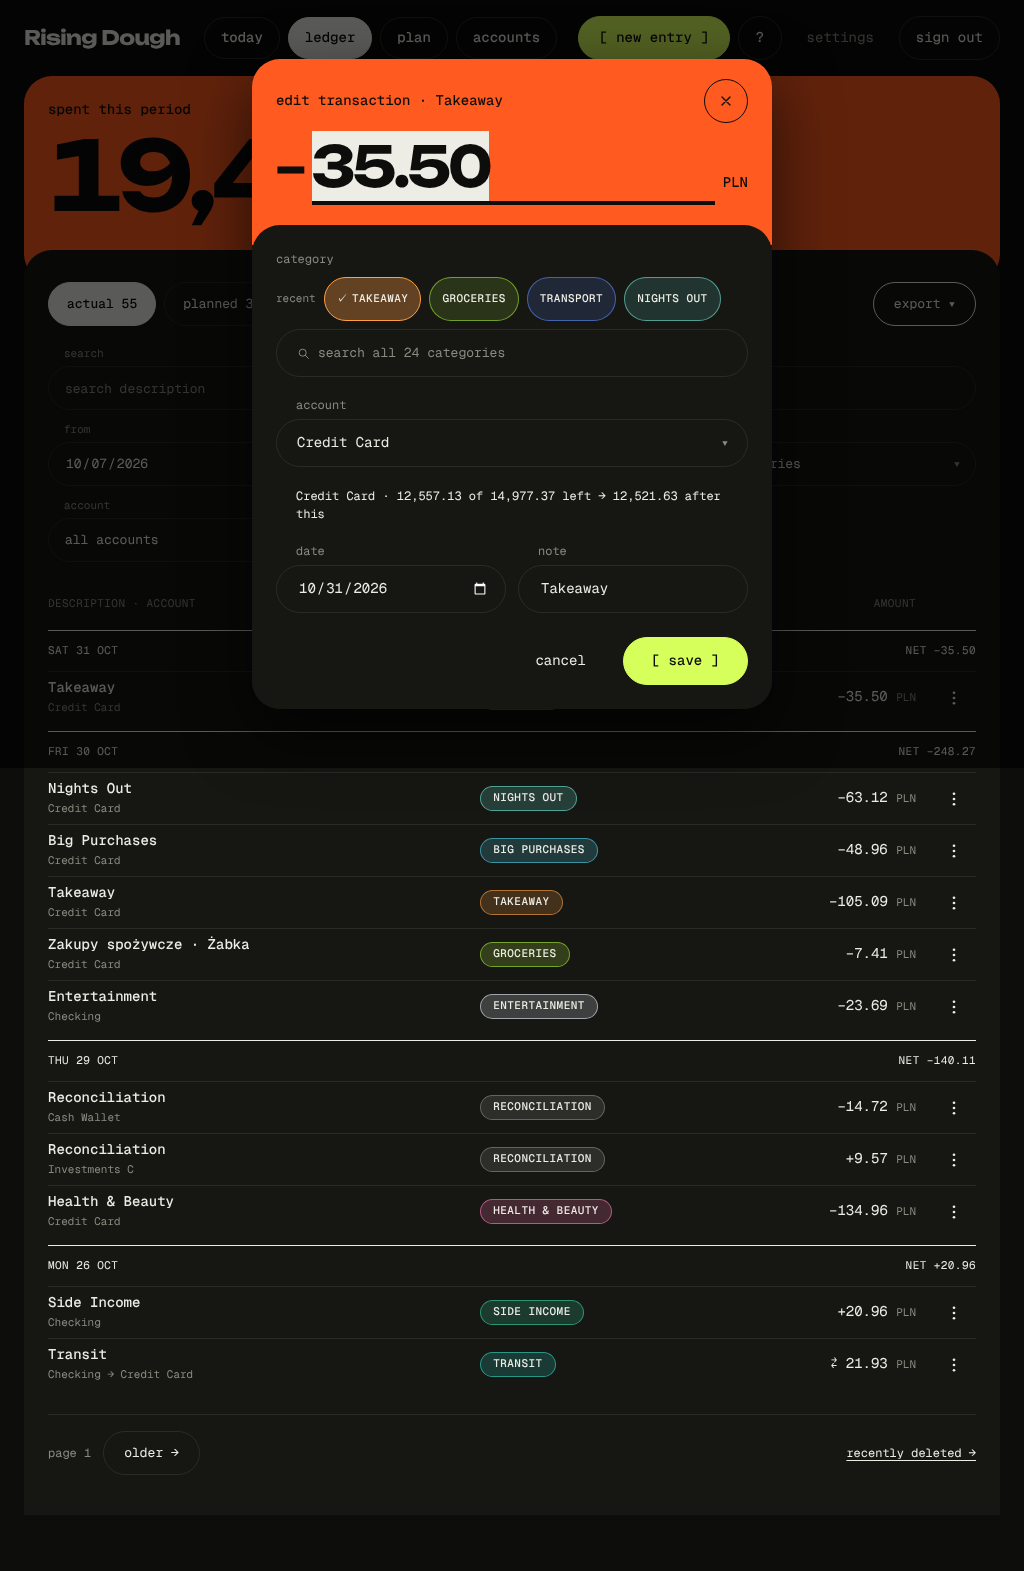 Rising Dough
today
ledger
plan
accounts
[ new entry ]
?
settings
sign out
spent this period
19,4
edit transaction · Takeaway
×
−35.50
PLN
category
recent
✓ TAKEAWAY
GROCERIES
TRANSPORT
NIGHTS OUT
search all 24 categories
account
Credit Card
Credit Card · 12,557.13 of 14,977.37 left → 12,521.63 after
this
date
note
10/31/2026
Takeaway
cancel
[ save ]
actual 55
planned 3
export ▾
search
search description
from
10/07/2026
account
all accounts
DESCRIPTION · ACCOUNT
AMOUNT
SAT 31 OCT
NET −35.50
Takeaway
Credit Card
−35.50 PLN
FRI 30 OCT
NET −248.27
Nights Out
Credit Card
NIGHTS OUT
−63.12 PLN
Big Purchases
Credit Card
BIG PURCHASES
−48.96 PLN
Takeaway
Credit Card
TAKEAWAY
−105.09 PLN
Zakupy spożywcze · Żabka
Credit Card
GROCERIES
−7.41 PLN
Entertainment
Checking
ENTERTAINMENT
−23.69 PLN
THU 29 OCT
NET −140.11
Reconciliation
Cash Wallet
RECONCILIATION
−14.72 PLN
Reconciliation
Investments C
RECONCILIATION
+9.57 PLN
Health & Beauty
Credit Card
HEALTH & BEAUTY
−134.96 PLN
MON 26 OCT
NET +20.96
Side Income
Checking
SIDE INCOME
+20.96 PLN
Transit
Checking → Credit Card
TRANSIT
⇄ 21.93 PLN
page 1
older →
recently deleted →